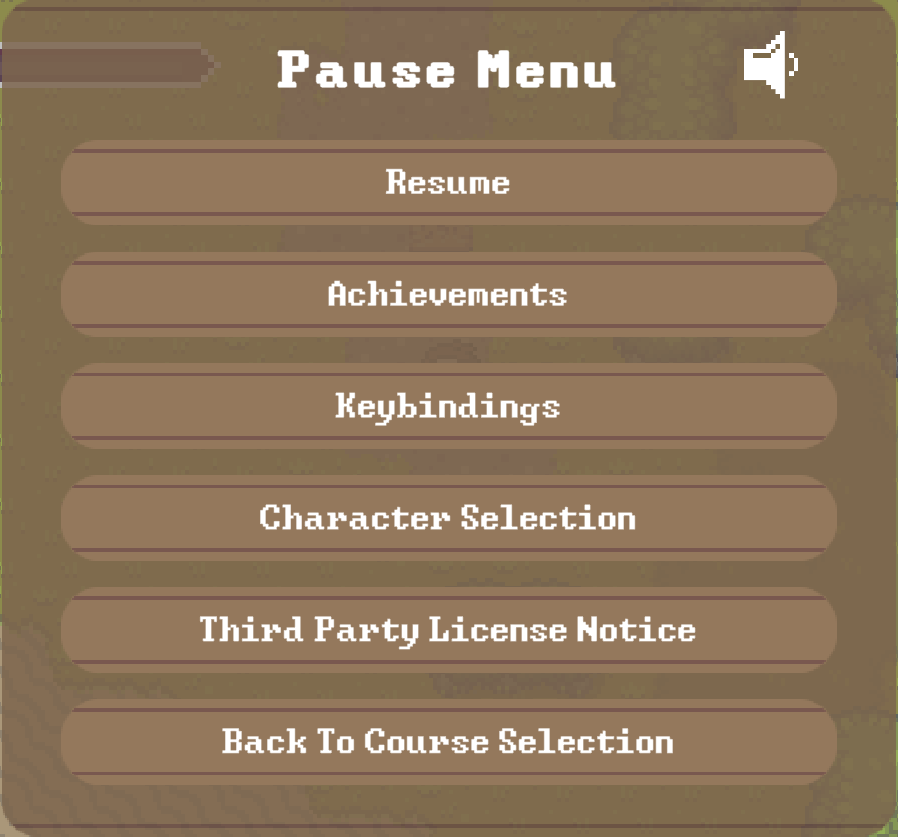 Pause Menu
Resume
Achievements
Keybindings
Character Selection
Third Party License Notice
Back To Course Selection